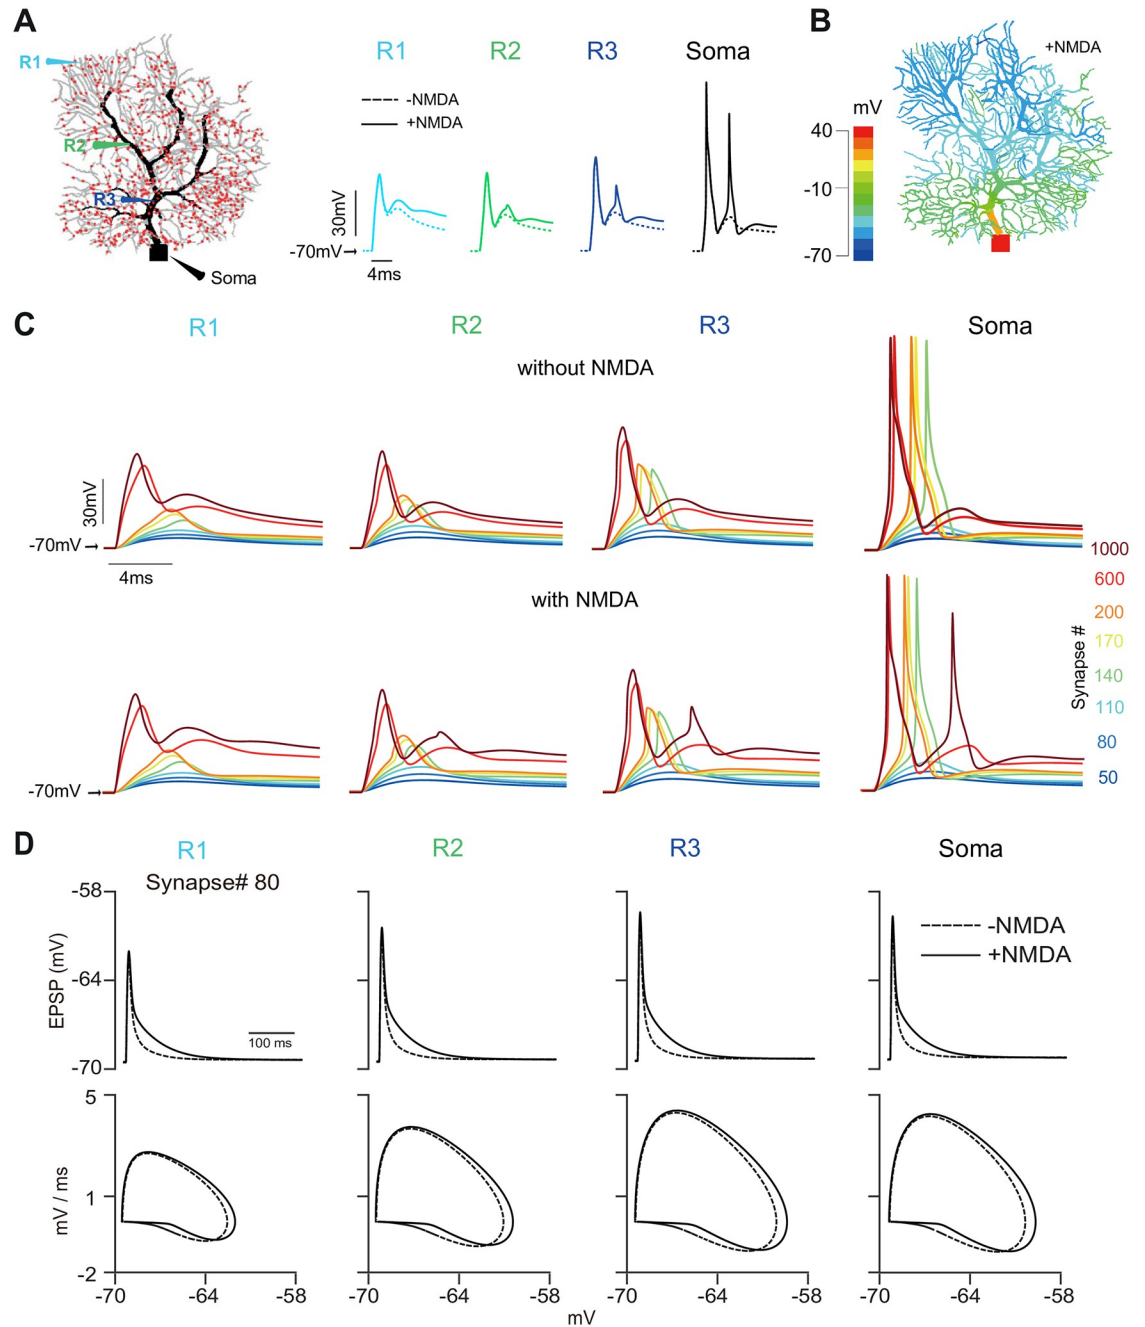 A
R1
R2
R3
Soma
R1
R2
R3
Soma
-NMDA
+NMDA
30mV
-70mV
4ms
B
+NMDA
mV
40
-10
-70
C
R1
R2
R3
Soma
without NMDA
30mV
-70mV
4ms
with NMDA
-70mV
Synapse #
1000
600
200
170
140
110
80
50
D
R1
R2
R3
Soma
Synapse# 80
-58
-64
-70
EPSP (mV)
100 ms
-NMDA
+NMDA
5
1
-2
mV / ms
-70
-64
-58
-70
-64
-58
-70
-64
-58
-70
-64
-58
mV